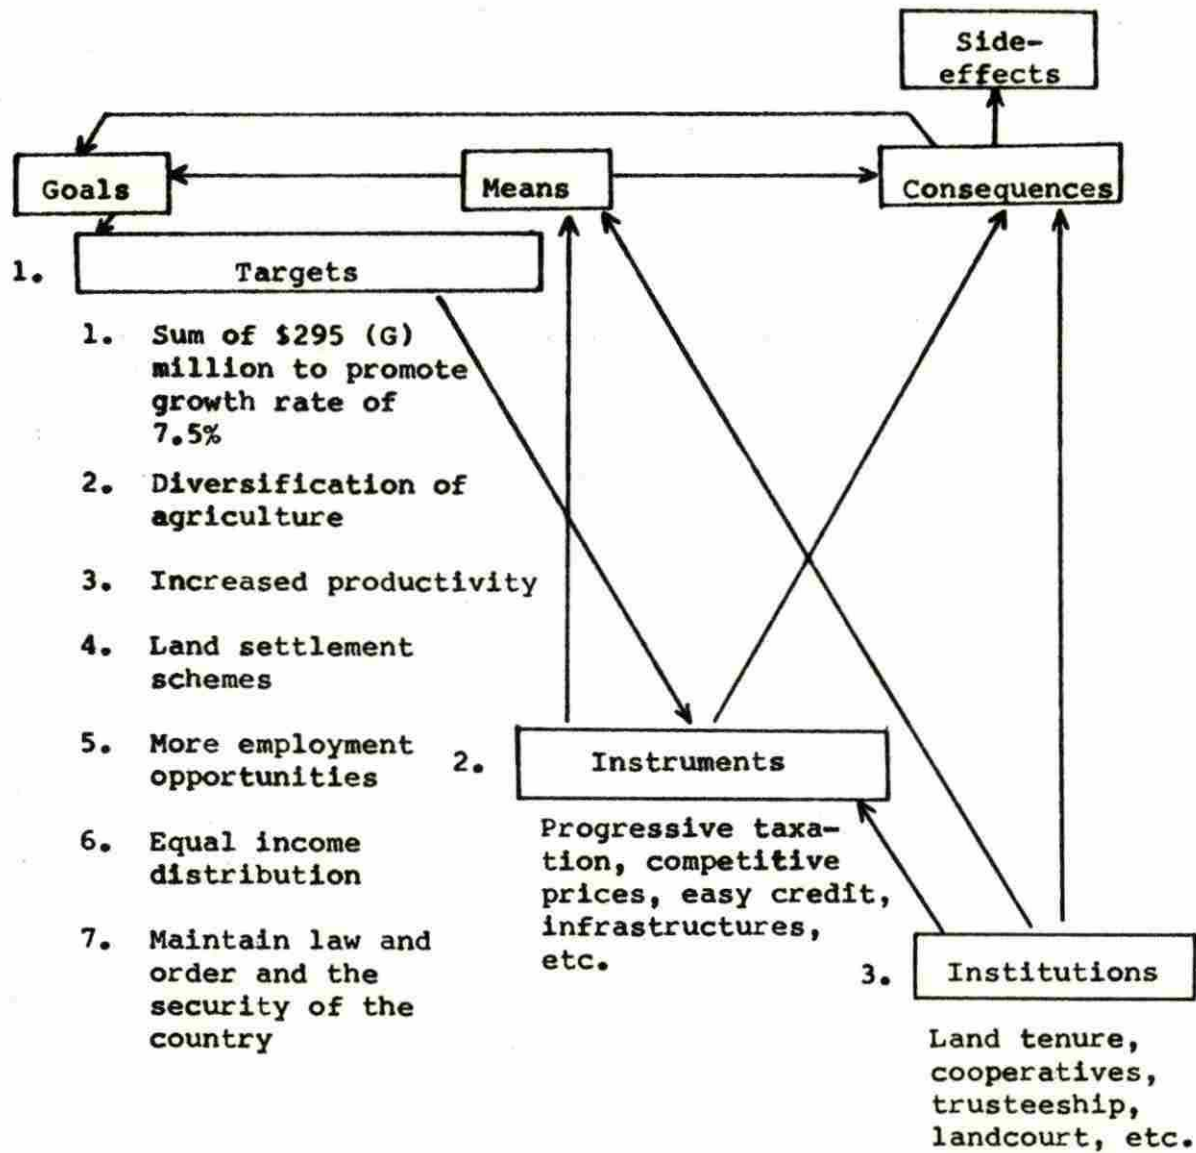 Side-
effects
Goals
Means
Consequences
1.
Targets
1. Sum of $295 (G)
million to promote
growth rate of
7.5%
2. Diversification of
agriculture
3. Increased productivity
4. Land settlement
schemes
5. More employment
opportunities
6. Equal income
distribution
7. Maintain law and
order and the
security of the
country
2.
Instruments
Progressive taxa-
tion, competitive
prices, easy credit,
infrastructures,
etc.
3.
Institutions
Land tenure,
cooperatives,
trusteeship,
landcourt, etc.